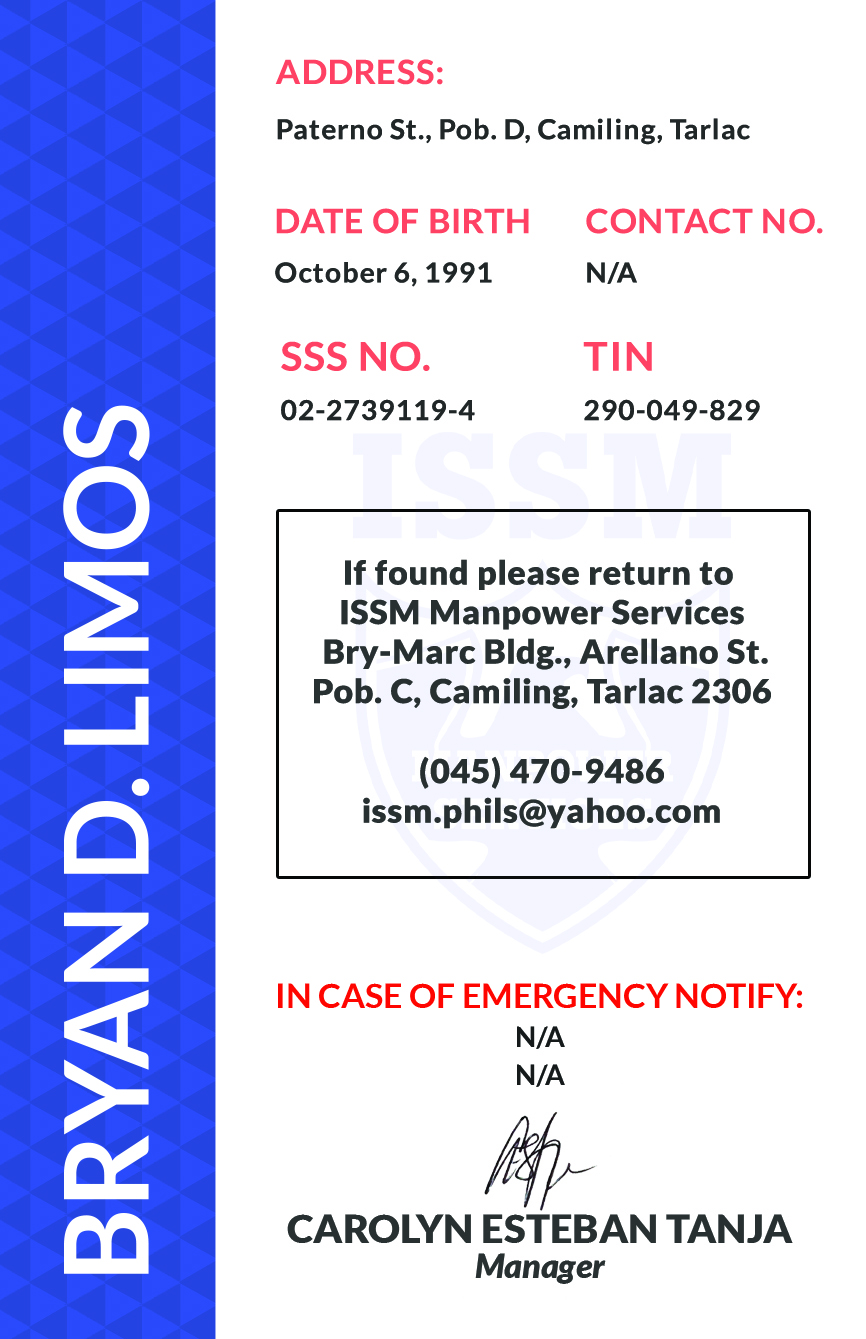 BRYAN D. LIMOS
ADDRESS:
Paterno St., Pob. D, Camiling, Tarlac
DATE OF BIRTH
October 6, 1991
CONTACT NO.
N/A
SSS NO.
02-2739119-4
TIN
290-049-829
ISSM
If found please return to
ISSM Manpower Services
Bry-Marc Bldg., Arellano St.
Pob. C, Camiling, Tarlac 2306
(045) 470-9486
issm.phils@yahoo.com
IN CASE OF EMERGENCY NOTIFY:
N/A
N/A
CAROLYN ESTEBAN TANJA
Manager